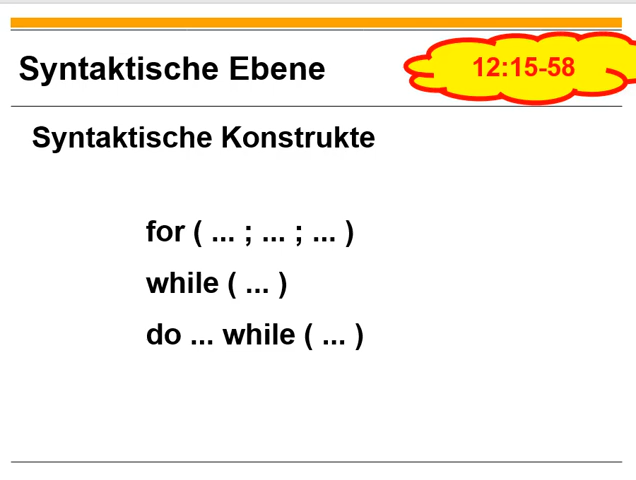 Syntaktische Ebene
12:15-58
Syntaktische Konstrukte
for ( ... ; ... ; ... )
while ( ... )
do ... while ( ... )